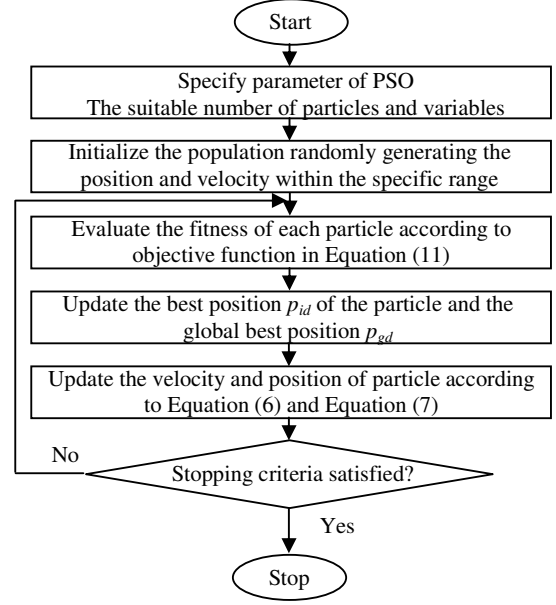 Start
Specify parameter of PSO
The suitable number of particles and variables
Initialize the population randomly generating the
position and velocity within the specific range
Evaluate the fitness of each particle according to
objective function in Equation (11)
Update the best position pid of the particle and the
global best position pgd
Update the velocity and position of particle according
to Equation (6) and Equation (7)
No
Stopping criteria satisfied?
Yes
Stop